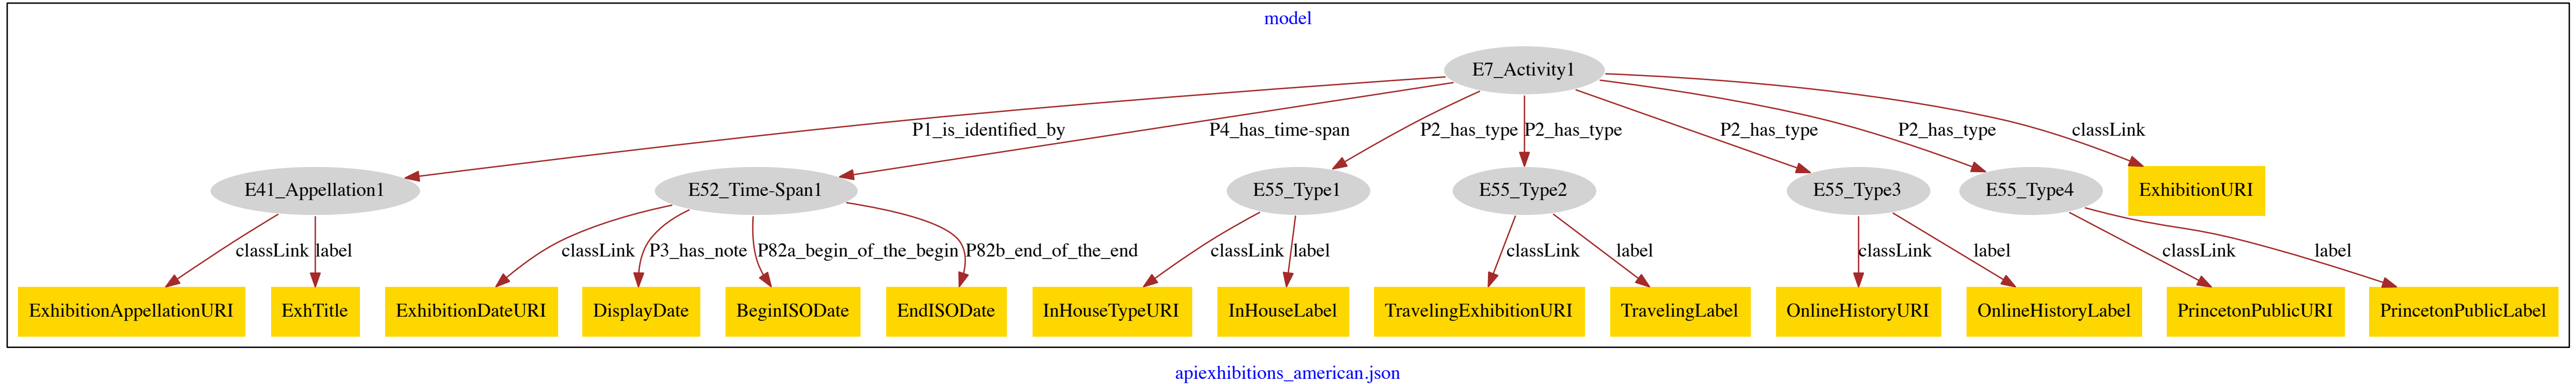 model
E7_Activity1
P1_is_identified_by P4_has_time-span P2_has_type P2_has_type P2_has_type P2_has_type classLink
E41_Appellation1 E52_Time-Span1 E55_Type1 E55_Type2 E55_Type3 E55_Type4 ExhibitionURI
classLink label classLink P3_has_note P82a_begin_of_the_begin P82b_end_of_the_end classLink label classLink label classLink label classLink label
ExhibitionAppellationURI ExhTitle ExhibitionDateURI DisplayDate BeginISODate EndISODate InHouseTypeURI InHouseLabel TravelingExhibitionURI TravelingLabel OnlineHistoryURI OnlineHistoryLabel PrincetonPublicURI PrincetonPublicLabel
apiexhibitions_american.json